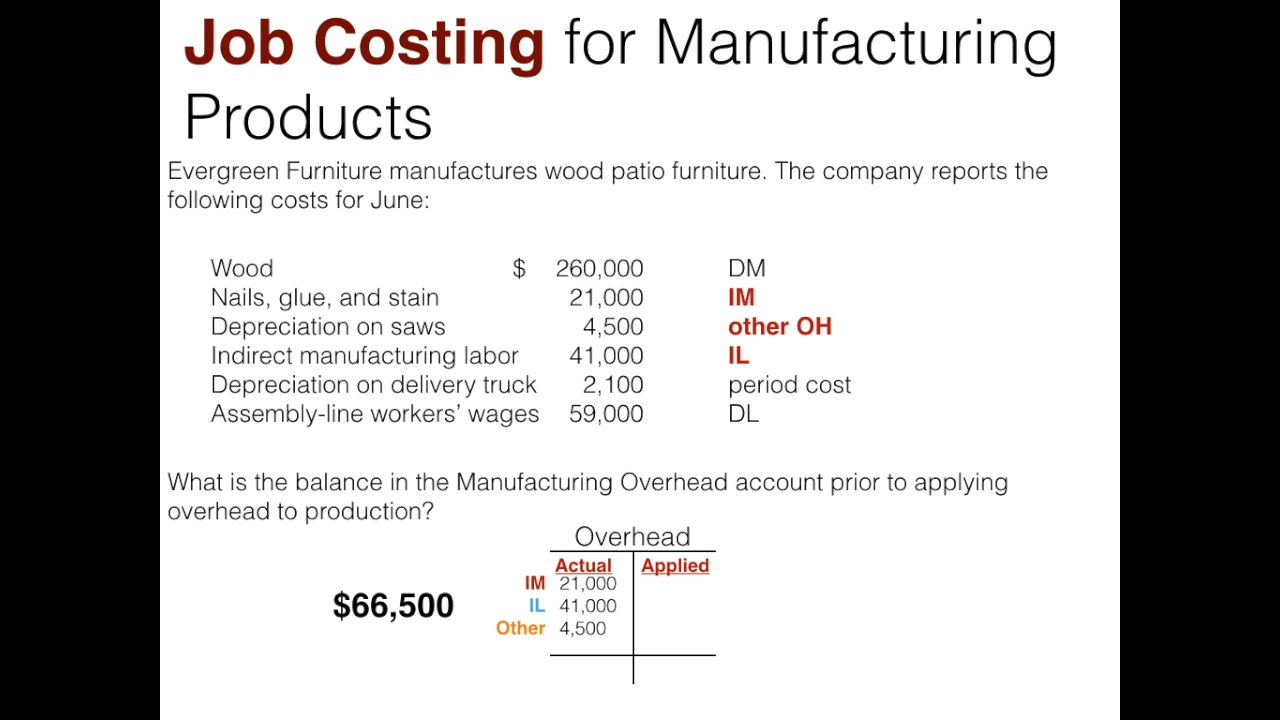 Job Costing for Manufacturing
Products
Evergreen Furniture manufactures wood patio furniture. The company reports the
following costs for June:
Wood $ 260,000 DM
Nails, glue, and stain 21,000 IM
Depreciation on saws 4,500 other OH
Indirect manufacturing labor 41,000 IL
Depreciation on delivery truck 2,100 period cost
Assembly-line workers’ wages 59,000 DL
What is the balance in the Manufacturing Overhead account prior to applying
overhead to production?
Overhead
Actual Applied
IM 21,000
$66,500 IL 41,000
Other 4,500